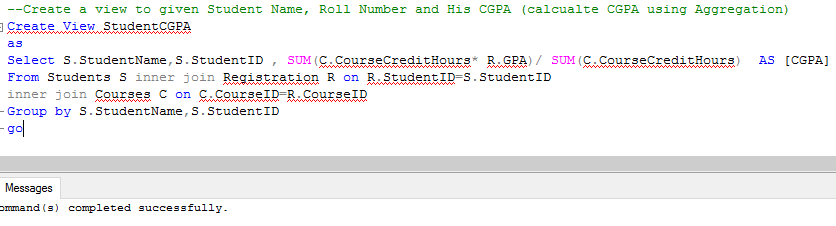 --Create a view to given Student Name, Roll Number and His CGPA (calcualte CGPA using Aggregation)
Create View StudentCGPA
as
Select S.StudentName,S.StudentID , SUM(C.CourseCreditHours* R.GPA)/ SUM(C.CourseCreditHours)  AS [CGPA]
From Students S inner join Registration R on R.StudentID=S.StudentID
inner join Courses C on C.CourseID=R.CourseID
Group by S.StudentName,S.StudentID
go
Messages
ommand(s) completed successfully.